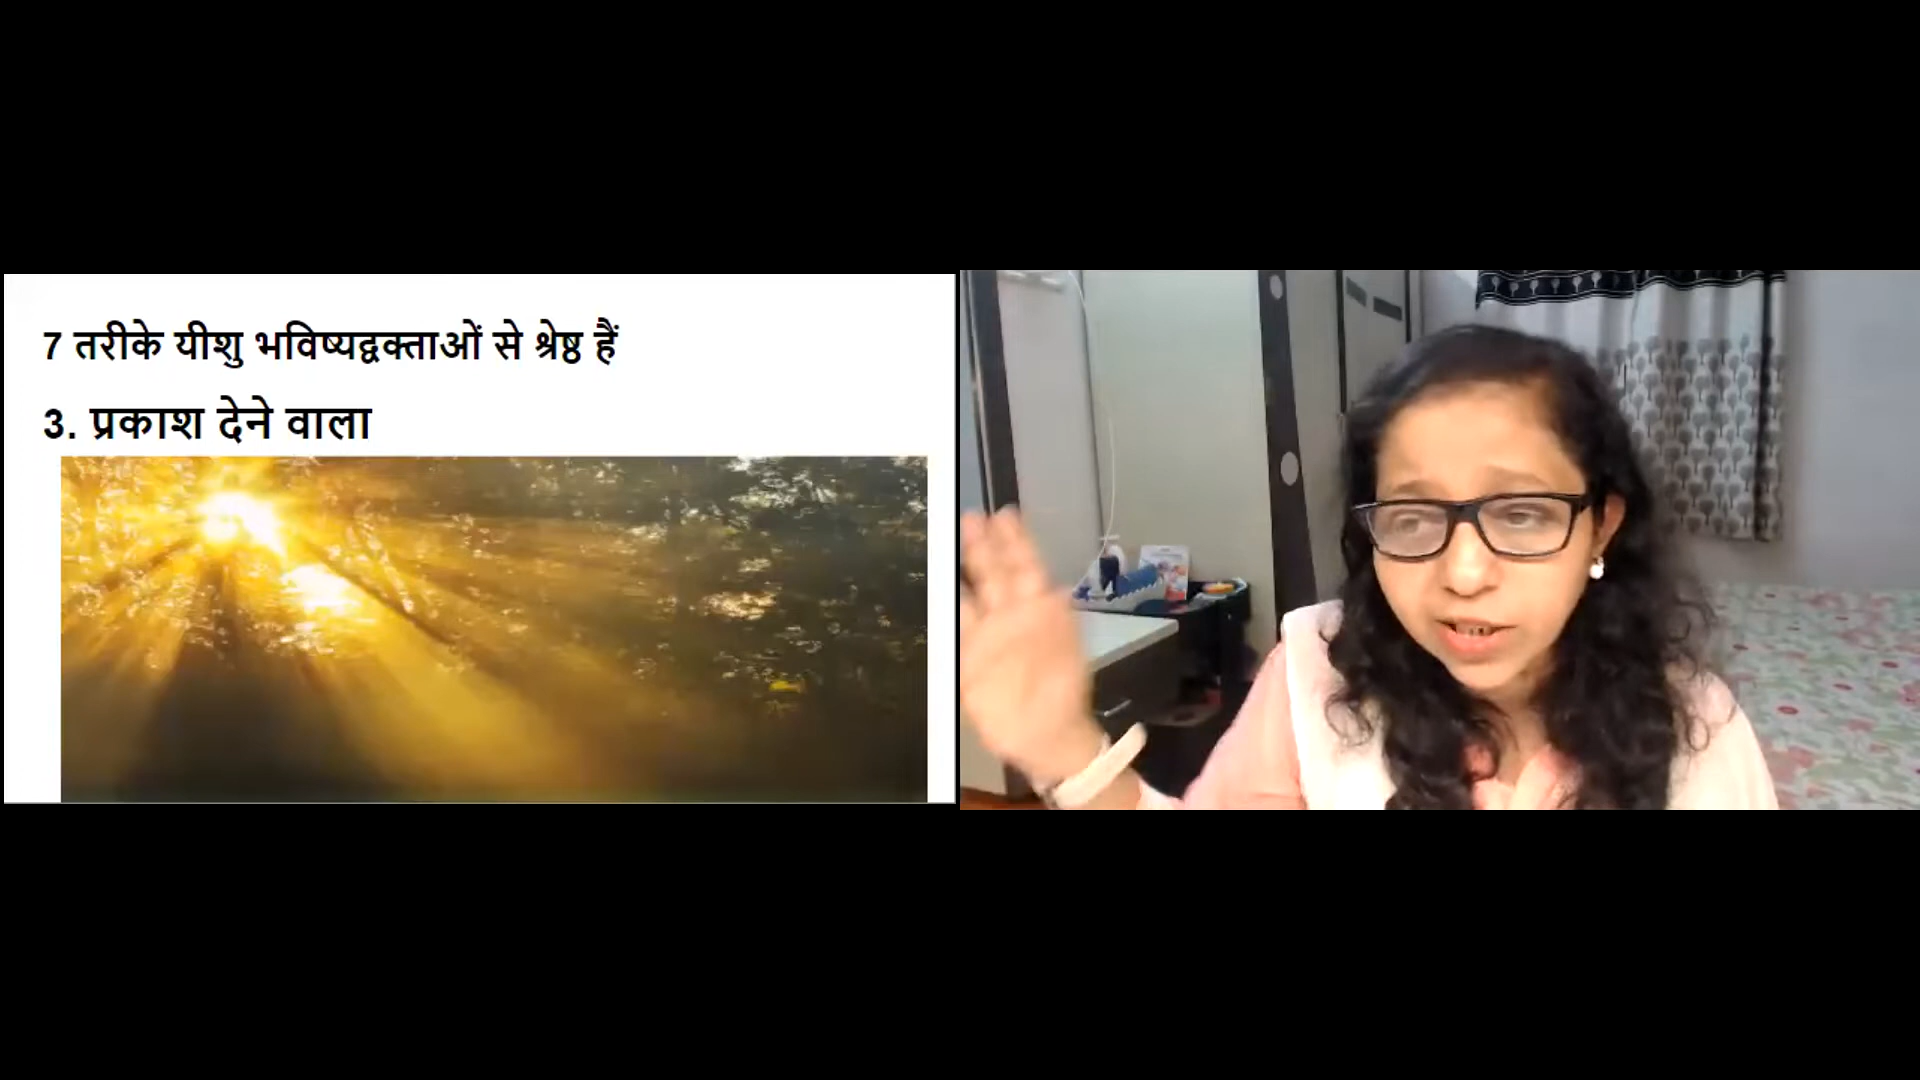 7 तरीके यीशु भविष्यद्वक्ताओं से श्रेष्ठ हैं
3. प्रकाश देने वाला